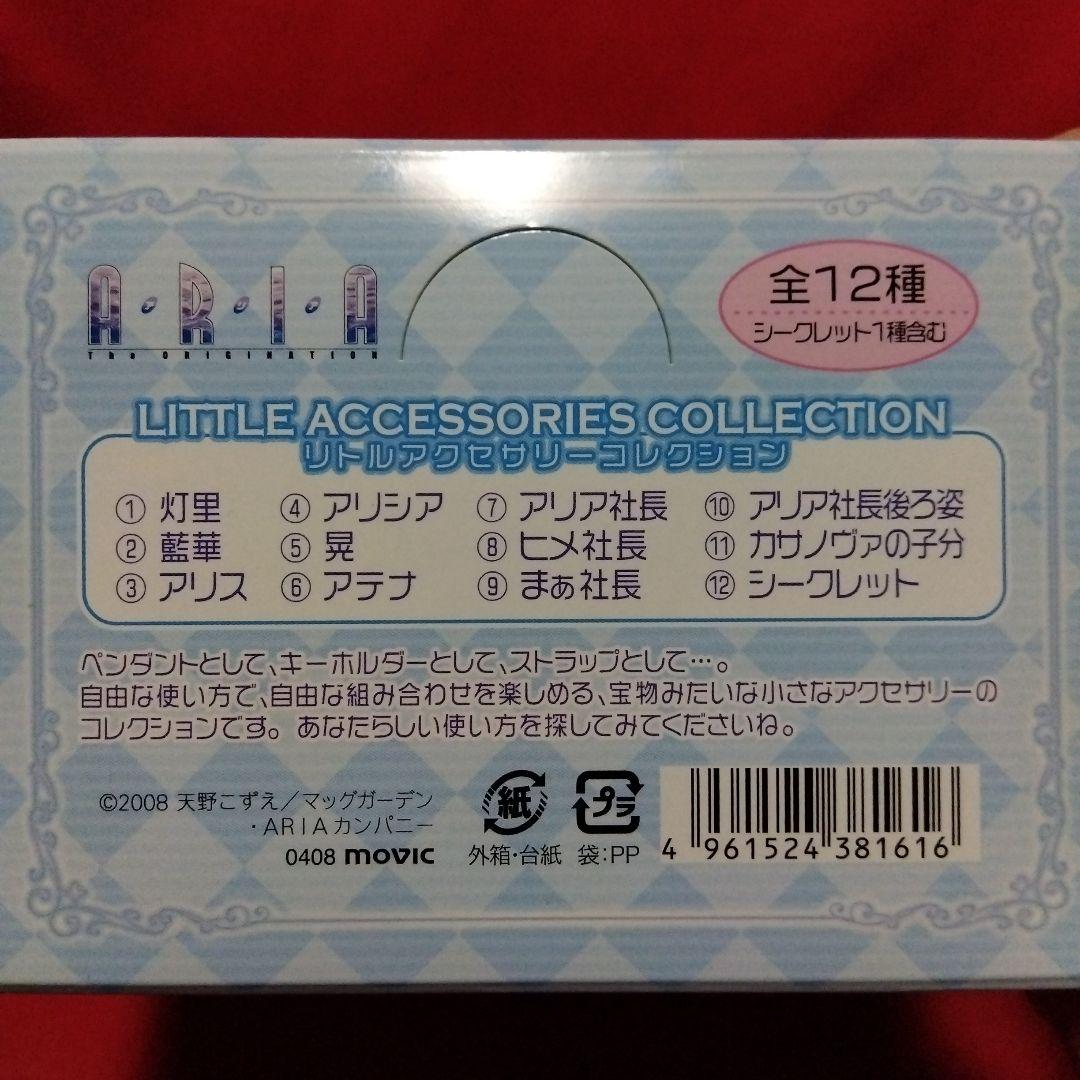 A・R・I・A
The ORIGINATION
全12種
シークレット1種含む
LITTLE ACCESSORIES COLLECTION
リトルアクセサリーコレクション
① 灯里 ④ アリシア ⑦ アリア社長 ⑩ アリア社長後ろ姿
② 藍華 ⑤ 晃 ⑧ ヒメ社長 ⑪ カサノヴァの子分
③ アリス ⑥ アテナ ⑨ まぁ社長 ⑫ シークレット
ペンダントとして、キーホルダーとして、ストラップとして…。
自由な使い方で、自由な組み合わせを楽しめる、宝物みたいな小さなアクセサリーの
コレクションです。あなたらしい使い方を探してみてくださいね。
©2008 天野こずえ／マッグガーデン
・ARIAカンパニー
0408 movic
紙
外箱・台紙
プラ
袋:PP
4 961524 381616